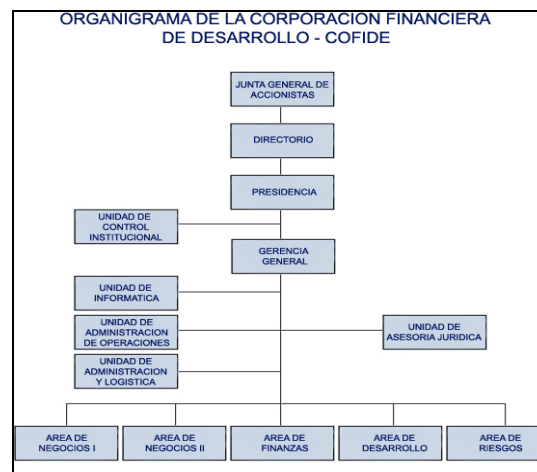 ORGANIGRAMA DE LA CORPORACION FINANCIERA
DE DESARROLLO - COFIDE
JUNTA GENERAL DE
ACCIONISTAS
DIRECTORIO
PRESIDENCIA
UNIDAD DE
CONTROL
INSTITUCIONAL
GERENCIA
GENERAL
UNIDAD DE
INFORMATICA
UNIDAD DE
ADMINISTRACION
DE OPERACIONES
UNIDAD DE
ASESORIA JURIDICA
UNIDAD DE
ADMINISTRACION
Y LOGISTICA
AREA DE
NEGOCIOS I
AREA DE
NEGOCIOS II
AREA DE
FINANZAS
AREA DE
DESARROLLO
AREA DE
RIESGOS